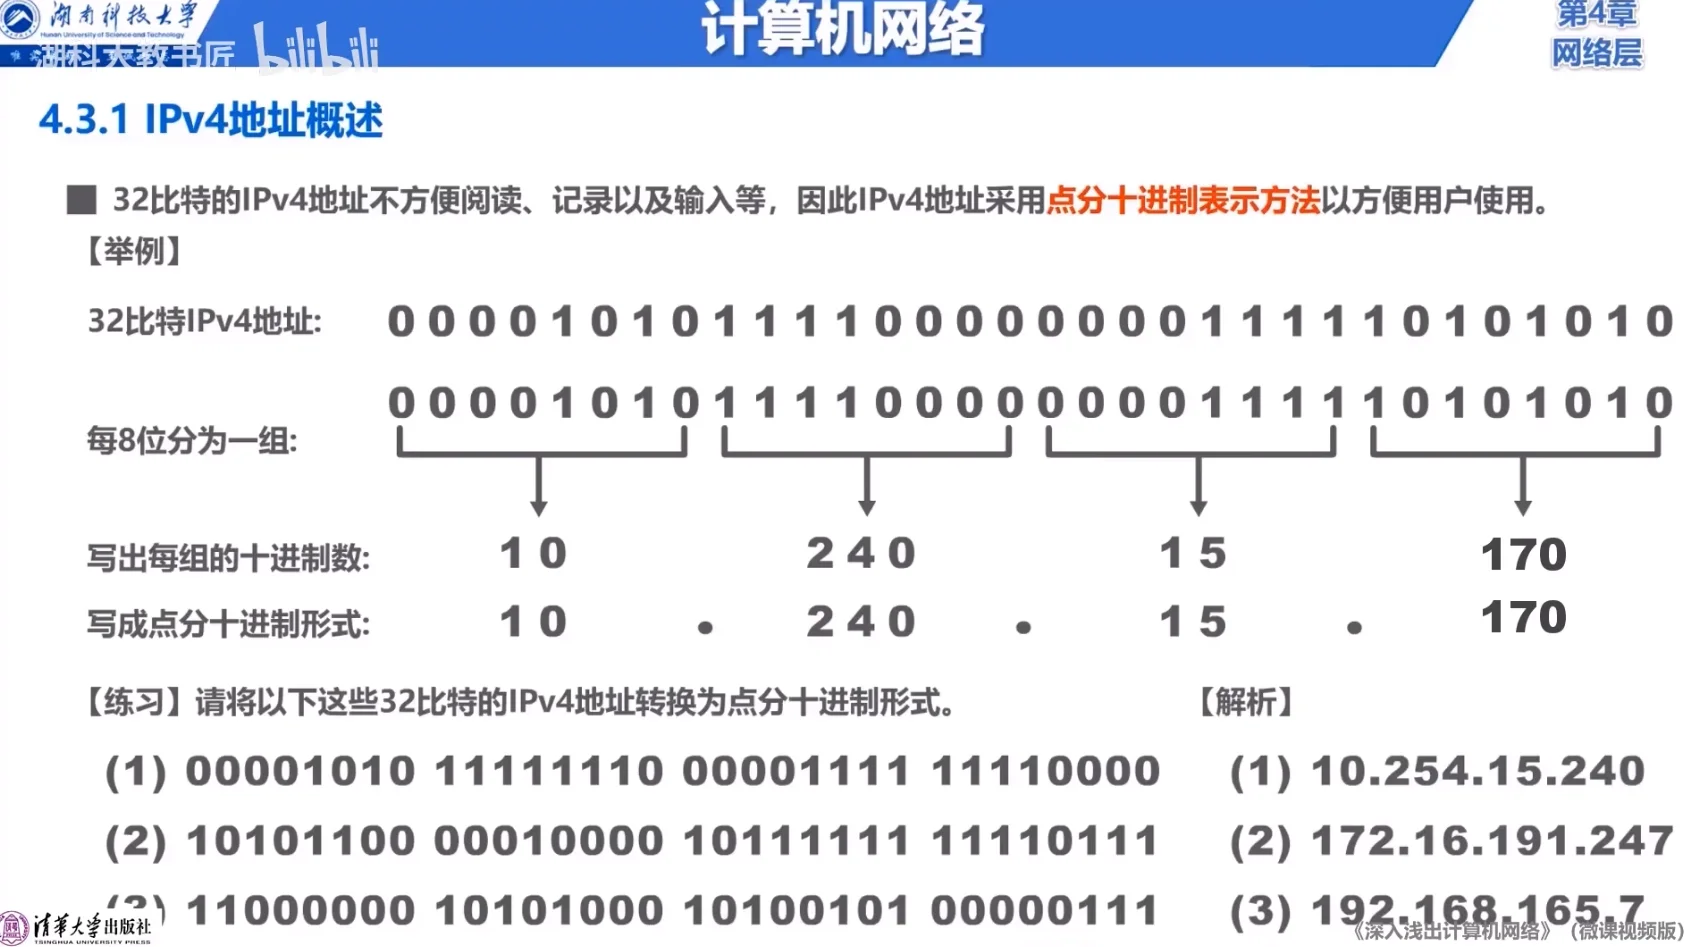 湖南科技大学
Hunan University of Science and Technology
计算机网络
第4章
网络层
湖科大教书匠 bilibili
4.3.1 IPv4地址概述
■ 32比特的IPv4地址不方便阅读、记录以及输入等，因此IPv4地址采用点分十进制表示方法以方便用户使用。
【举例】
32比特IPv4地址: 0 0 0 0 1 0 1 0 1 1 1 1 0 0 0 0 0 0 0 0 1 1 1 1 1 0 1 0 1 0 1 0
0 0 0 0 1 0 1 0 1 1 1 1 0 0 0 0 0 0 0 0 1 1 1 1 1 0 1 0 1 0 1 0
每8位分为一组:
写出每组的十进制数: 1 0 2 4 0 1 5 170
写成点分十进制形式: 1 0 . 2 4 0 . 1 5 . 170
【练习】请将以下这些32比特的IPv4地址转换为点分十进制形式。 【解析】
(1) 00001010 11111110 00001111 11110000 (1) 10.254.15.240
(2) 10101100 00010000 10111111 11110111 (2) 172.16.191.247
(3) 11000000 10101000 10100101 00000111 (3) 192.168.165.7
清华大学出版社
TSINGHUA UNIVERSITY PRESS
《深入浅出计算机网络》（微课视频版）